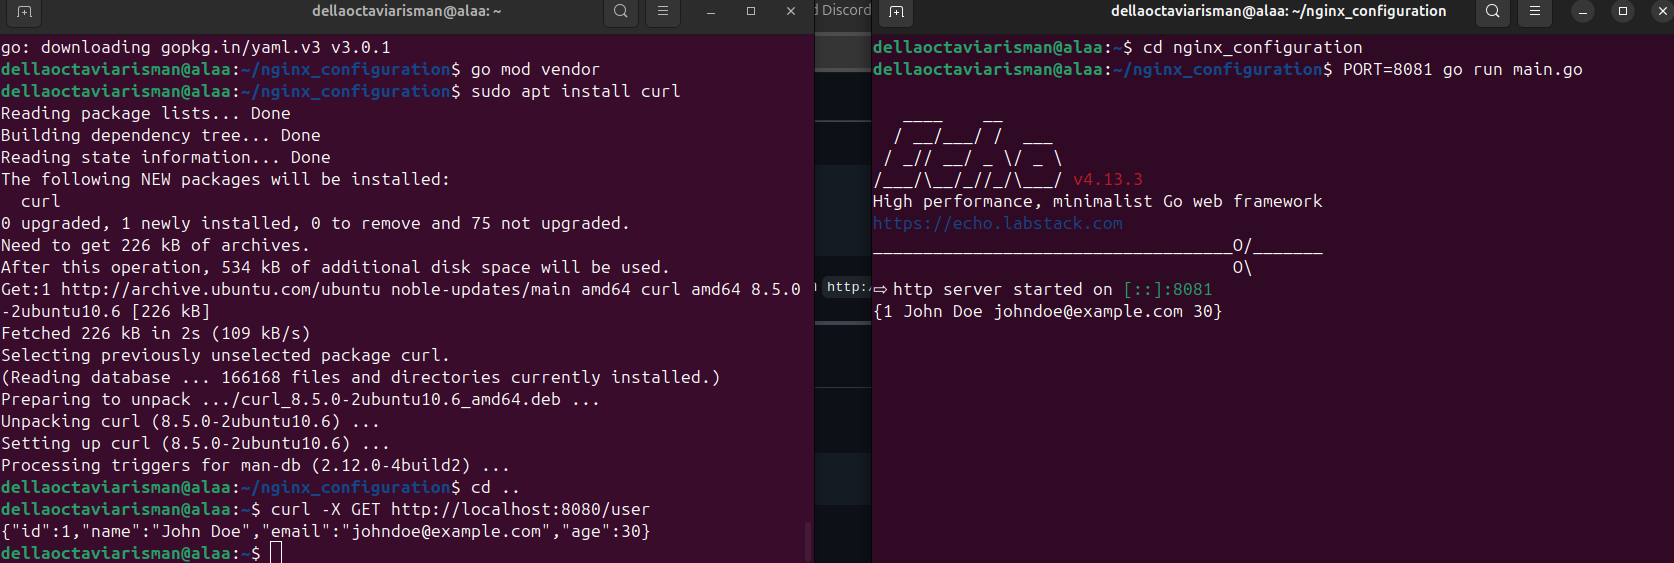 dellaoctaviarisman@alaa: ~
go: downloading gopkg.in/yaml.v3 v3.0.1
dellaoctaviarisman@alaa:~/nginx_configuration$ go mod vendor
dellaoctaviarisman@alaa:~/nginx_configuration$ sudo apt install curl
Reading package lists... Done
Building dependency tree... Done
Reading state information... Done
The following NEW packages will be installed:
  curl
0 upgraded, 1 newly installed, 0 to remove and 75 not upgraded.
Need to get 226 kB of archives.
After this operation, 534 kB of additional disk space will be used.
Get:1 http://archive.ubuntu.com/ubuntu noble-updates/main amd64 curl amd64 8.5.0
-2ubuntu10.6 [226 kB]
Fetched 226 kB in 2s (109 kB/s)
Selecting previously unselected package curl.
(Reading database ... 166168 files and directories currently installed.)
Preparing to unpack .../curl_8.5.0-2ubuntu10.6_amd64.deb ...
Unpacking curl (8.5.0-2ubuntu10.6) ...
Setting up curl (8.5.0-2ubuntu10.6) ...
Processing triggers for man-db (2.12.0-4build2) ...
dellaoctaviarisman@alaa:~/nginx_configuration$ cd ..
dellaoctaviarisman@alaa:~$ curl -X GET http://localhost:8080/user
{"id":1,"name":"John Doe","email":"johndoe@example.com","age":30}
dellaoctaviarisman@alaa:~$
d Discord
http:/
dellaoctaviarisman@alaa: ~/nginx_configuration
dellaoctaviarisman@alaa:~$ cd nginx_configuration
dellaoctaviarisman@alaa:~/nginx_configuration$ PORT=8081 go run main.go
   ____    __
  / __/___/ /  ___
 / _// __/ _ \/ _ \
/___/\__/_//_/\___/ v4.13.3
High performance, minimalist Go web framework
https://echo.labstack.com
____________________________________O/_______
                                    O\
⇨ http server started on [::]:8081
{1 John Doe johndoe@example.com 30}